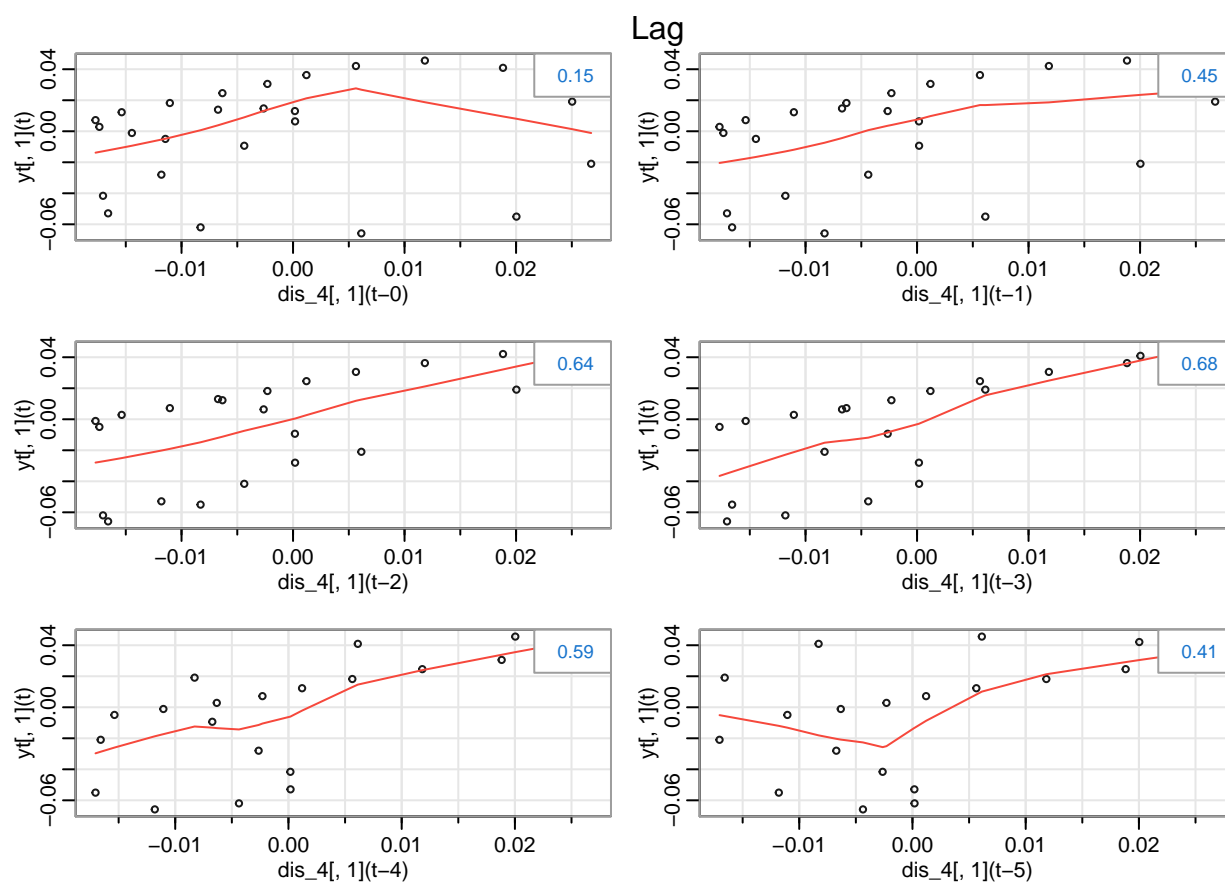 Lag
0.04
0.00
−0.06
yt[, 1](t)
0.15
−0.01 0.00 0.01 0.02
dis_4[, 1](t−0)
0.04
0.00
−0.06
yt[, 1](t)
0.45
−0.01 0.00 0.01 0.02
dis_4[, 1](t−1)
0.04
0.00
−0.06
yt[, 1](t)
0.64
−0.01 0.00 0.01 0.02
dis_4[, 1](t−2)
0.04
0.00
−0.06
yt[, 1](t)
0.68
−0.01 0.00 0.01 0.02
dis_4[, 1](t−3)
0.04
0.00
−0.06
yt[, 1](t)
0.59
−0.01 0.00 0.01 0.02
dis_4[, 1](t−4)
0.04
0.00
−0.06
yt[, 1](t)
0.41
−0.01 0.00 0.01 0.02
dis_4[, 1](t−5)